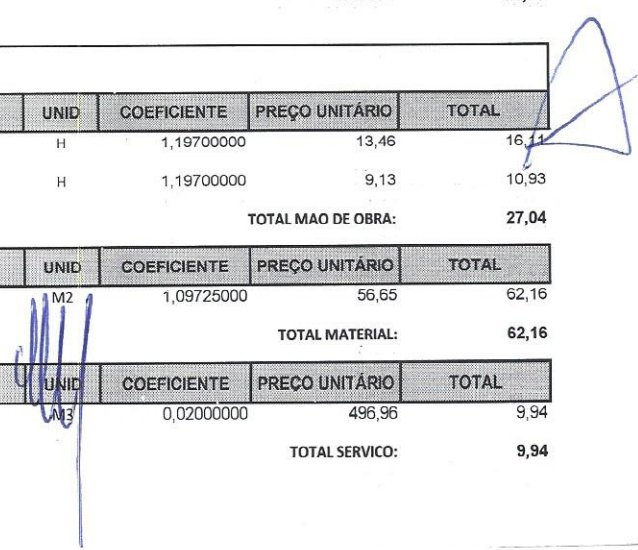 UNID COEFICIENTE PREÇO UNITÁRIO TOTAL
H 1,19700000 13,46 16,11
H 1,19700000 9,13 10,93
TOTAL MAO DE OBRA: 27,04
UNID COEFICIENTE PREÇO UNITÁRIO TOTAL
M2 1,09725000 56,65 62,16
TOTAL MATERIAL: 62,16
UNID COEFICIENTE PREÇO UNITÁRIO TOTAL
M3 0,02000000 496,96 9,94
TOTAL SERVICO: 9,94